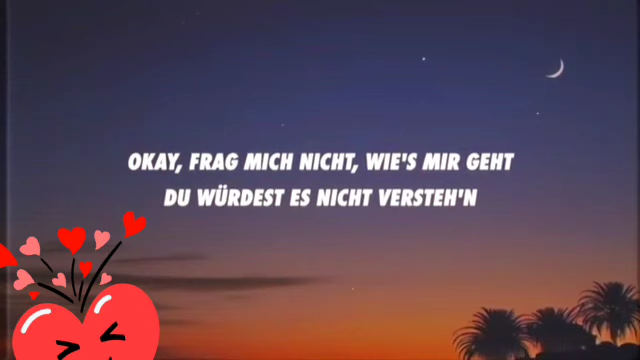 OKAY, FRAG MICH NICHT, WIE'S MIR GEHT
DU WÜRDEST ES NICHT VERSTEH'N